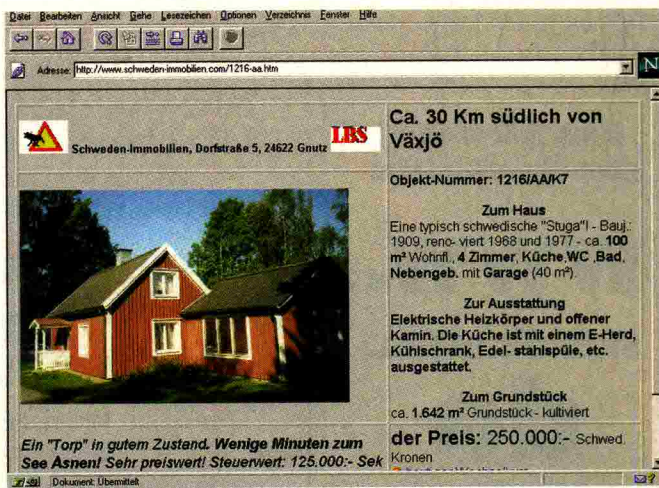 Datei Bearbeiten Ansicht Gehe Lesezeichen Optionen Verzeichnis Fenster Hilfe
Adresse: http://www.schweden-immobilien.com/1216-aa.htm
N
Schweden-Immobilien, Dorfstraße 5, 24622 Gnutz LBS
Ca. 30 Km südlich von
Växjö
Objekt-Nummer: 1216/AA/K7
Zum Haus
Eine typisch schwedische "Stuga"! - Bauj.:
1909, reno- viert 1968 und 1977 - ca. 100
m² Wohnfl., 4 Zimmer, Küche,WC ,Bad,
Nebengeb. mit Garage (40 m²).
Zur Ausstattung
Elektrische Heizkörper und offener
Kamin. Die Küche ist mit einem E-Herd,
Kühlschrank, Edel- stahlspüle, etc.
ausgestattet.
Zum Grundstück
ca. 1.642 m² Grundstück - kultiviert
Ein "Torp" in gutem Zustand. Wenige Minuten zum
See Asnen! Sehr preiswert! Steuerwert: 125.000:- Sek
der Preis: 250.000:- Schwed.
Kronen
Dokument: Übermittelt